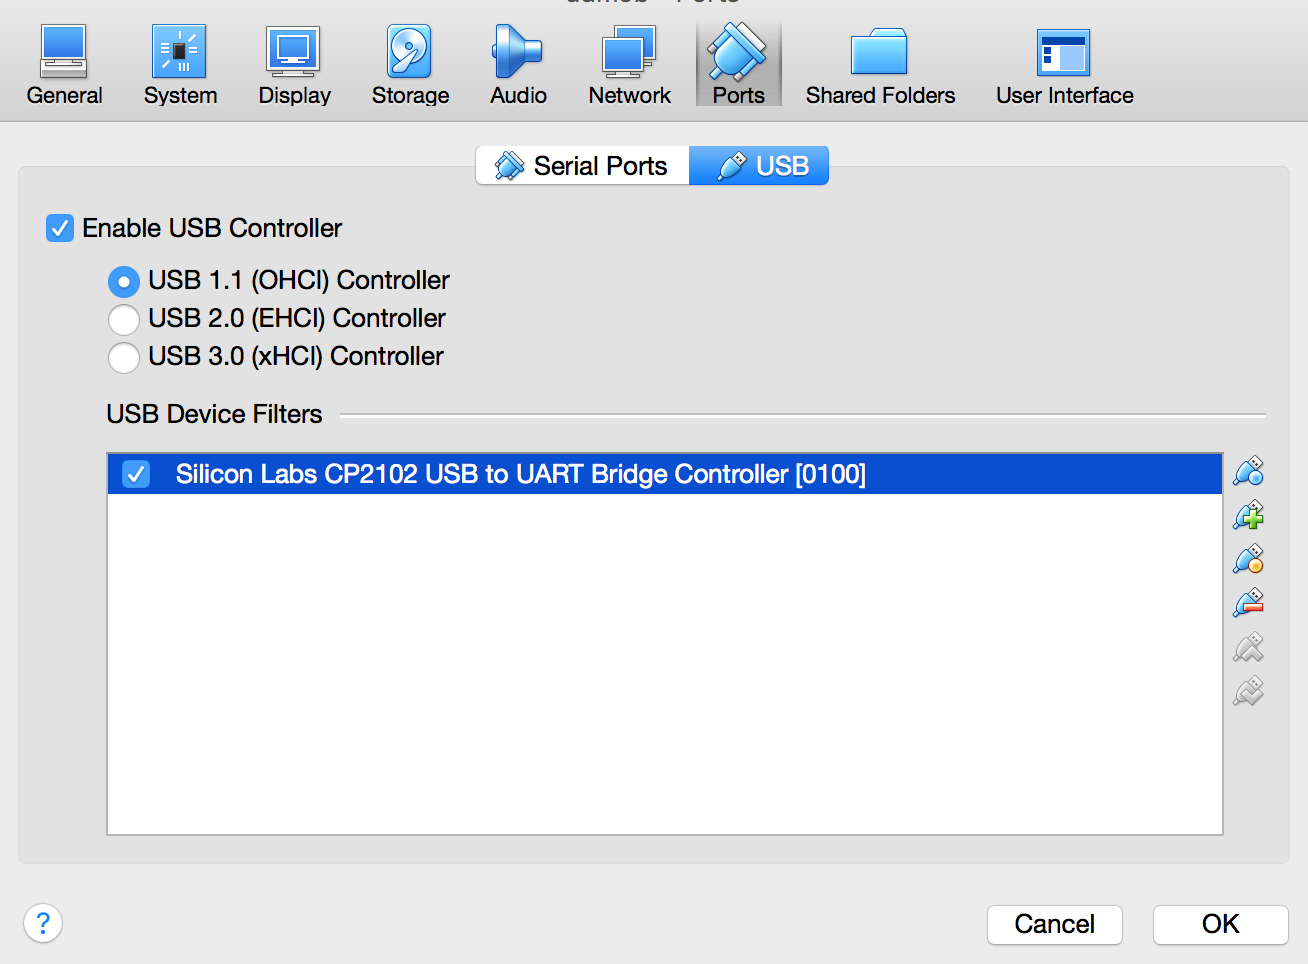 General System Display Storage Audio Network Ports Shared Folders User Interface
Serial Ports USB
Enable USB Controller
USB 1.1 (OHCI) Controller
USB 2.0 (EHCI) Controller
USB 3.0 (xHCI) Controller
USB Device Filters
Silicon Labs CP2102 USB to UART Bridge Controller [0100]
? Cancel OK